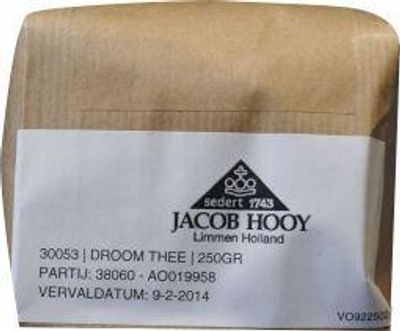 sedert 1743
JACOB HOOY
Limmen Holland
30053 | DROOM THEE | 250GR
PARTIJ: 38060 - AO019958
VERVALDATUM: 9-2-2014